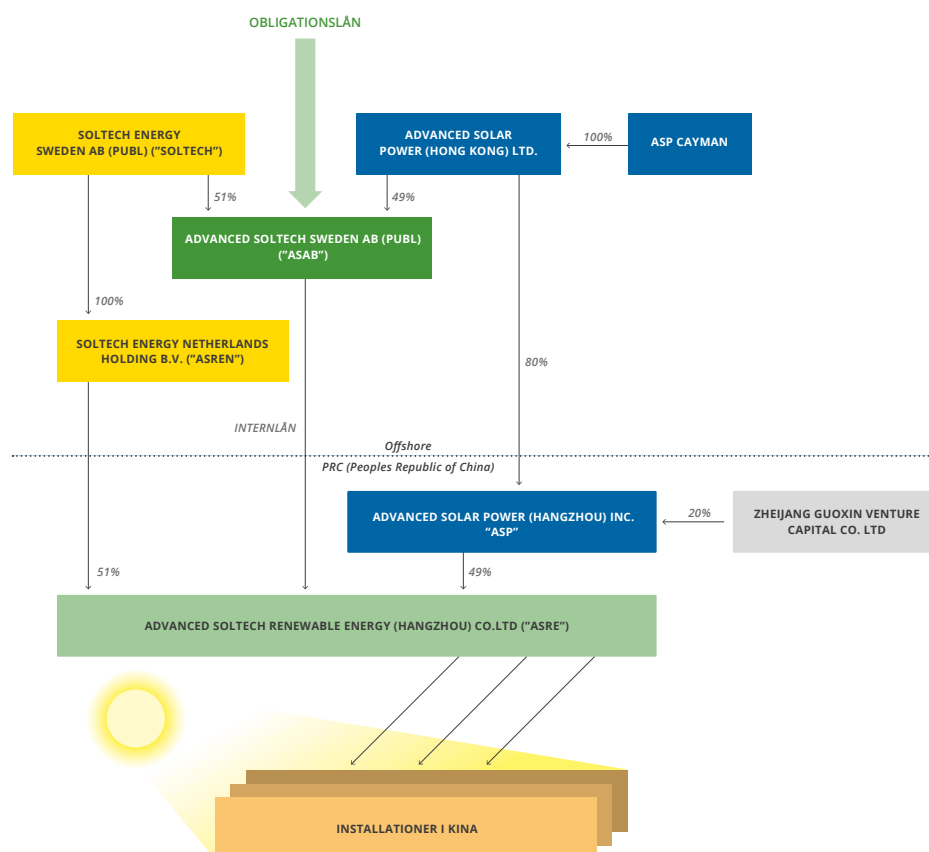 OBLIGATIONSLÅN
SOLTECH ENERGY
SWEDEN AB (PUBL) (”SOLTECH”)
ADVANCED SOLAR
POWER (HONG KONG) LTD.
100%
ASP CAYMAN
51%
49%
ADVANCED SOLTECH SWEDEN AB (PUBL)
(”ASAB”)
100%
SOLTECH ENERGY NETHERLANDS
HOLDING B.V. (”ASREN”)
80%
INTERNLÅN
Offshore
PRC (Peoples Republic of China)
ADVANCED SOLAR POWER (HANGZHOU) INC.
“ASP”
20%
ZHEIJANG GUOXIN VENTURE
CAPITAL CO. LTD
51%
49%
ADVANCED SOLTECH RENEWABLE ENERGY (HANGZHOU) CO.LTD (”ASRE”)
INSTALLATIONER I KINA